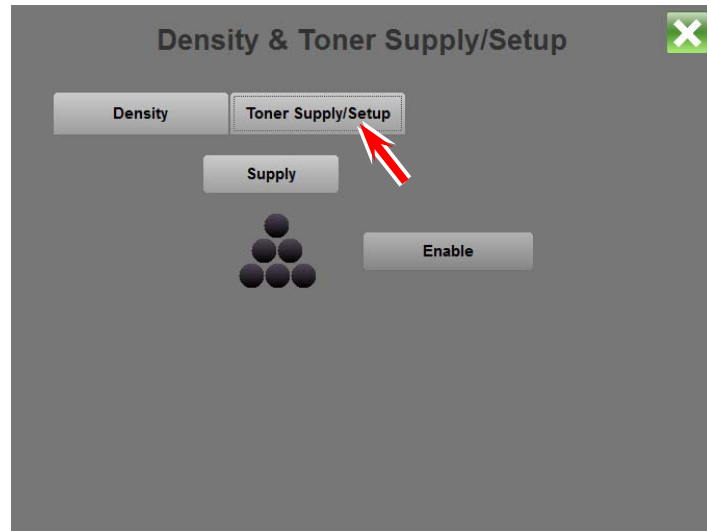 Density & Toner Supply/Setup
Density
Toner Supply/Setup
Supply
Enable